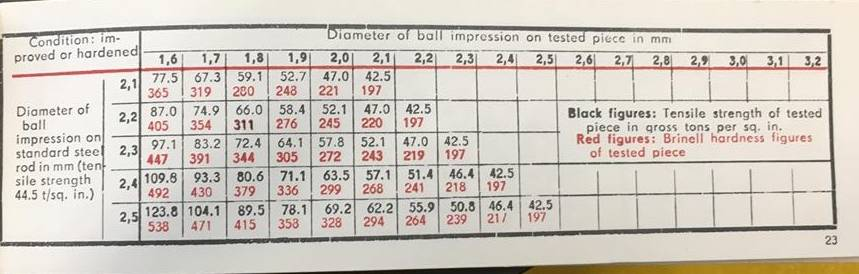 Condition: im-
proved or hardened
Diameter of ball impression on tested piece in mm
1,6 1,7 1,8 1,9 2,0 2,1 2,2 2,3 2,4 2,5 2,6 2,7 2,8 2,9 3,0 3,1 3,2
Diameter of
ball
impression on
standard steel
rod in mm (ten-
sile strength
44.5 t/sq. in.)
2,1 77.5 67.3 59.1 52.7 47.0 42.5
365 319 280 248 221 197
2,2 87.0 74.9 66.0 58.4 52.1 47.0 42.5
405 354 311 276 245 220 197
2,3 97.1 83.2 72.4 64.1 57.8 52.1 47.0 42.5
447 391 344 305 272 243 219 197
2,4 109.8 93.3 80.6 71.1 63.5 57.1 51.4 46.4 42.5
492 430 379 336 299 268 241 218 197
2,5 123.8 104.1 89.5 78.1 69.2 62.2 55.9 50.8 46.4 42.5
538 471 415 358 328 294 264 239 217 197
Black figures: Tensile strength of tested
piece in gross tons per sq. in.
Red figures: Brinell hardness figures
of tested piece
23